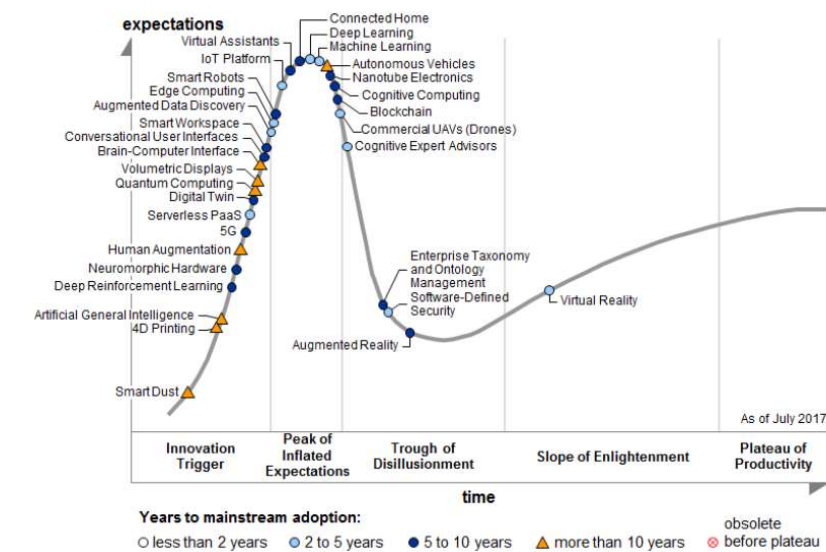 expectations
Connected Home
Deep Learning
Virtual Assistants
Machine Learning
IoT Platform
Autonomous Vehicles
Smart Robots
Nanotube Electronics
Edge Computing
Cognitive Computing
Augmented Data Discovery
Blockchain
Smart Workspace
Commercial UAVs (Drones)
Conversational User Interfaces
Cognitive Expert Advisors
Brain-Computer Interface
Volumetric Displays
Quantum Computing
Digital Twin
Serverless PaaS
5G
Human Augmentation
Neuromorphic Hardware
Deep Reinforcement Learning
Artificial General Intelligence
4D Printing
Smart Dust
Enterprise Taxonomy
and Ontology
Management
Software-Defined
Security
Augmented Reality
Virtual Reality
As of July 2017
Innovation
Trigger
Peak of
Inflated
Expectations
Trough of
Disillusionment
Slope of Enlightenment
Plateau of
Productivity
time
Years to mainstream adoption:
less than 2 years
2 to 5 years
5 to 10 years
more than 10 years
obsolete
before plateau